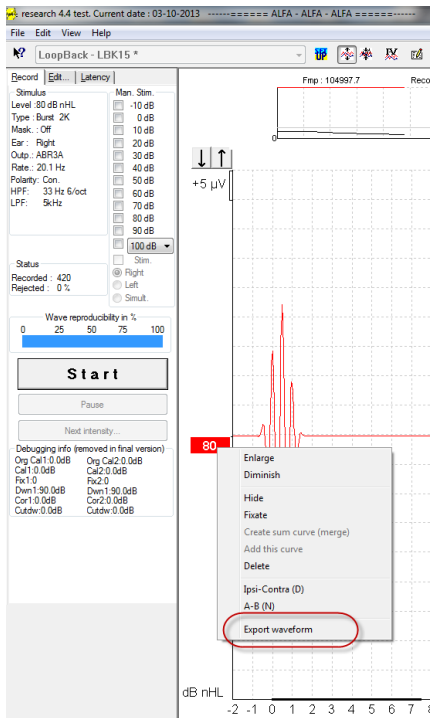 research 4.4 test. Current date : 03-10-2013 ------====== ALFA - ALFA - ALFA ======------
File Edit View Help
LoopBack - LBK15 *
Record Edit... Latency
Stimulus
Level :80 dB nHL
Type : Burst 2K
Mask. : Off
Ear : Right
Outp.: ABR3A
Rate.: 20.1 Hz
Polarity: Con.
HPF: 33 Hz 6/oct
LPF: 5kHz
Man. Stim.
-10 dB
0 dB
10 dB
20 dB
30 dB
40 dB
50 dB
60 dB
70 dB
80 dB
90 dB
100 dB
Stim.
Right
Left
Simult.
Status
Recorded : 420
Rejected : 0 %
Wave reproducibility in %
0 25 50 75 100
Start
Pause
Next intensity...
Debugging info (removed in final version)
Org Cal1:0.0dB Org Cal2:0.0dB
Cal1:0.0dB Cal2:0.0dB
Fix1:0 Fix2:0
Dwn1:90.0dB Dwn1:90.0dB
Cor1:0.0dB Cor2:0.0dB
Cutdw:0.0dB Cutdw:0.0dB
Fmp : 104997.7 Reco
0
+5 µV
80
Enlarge
Diminish
Hide
Fixate
Create sum curve (merge)
Add this curve
Delete
Ipsi-Contra (D)
A-B (N)
Export waveform
dB nHL
-2 -1 0 1 2 3 4 5 6 7 8